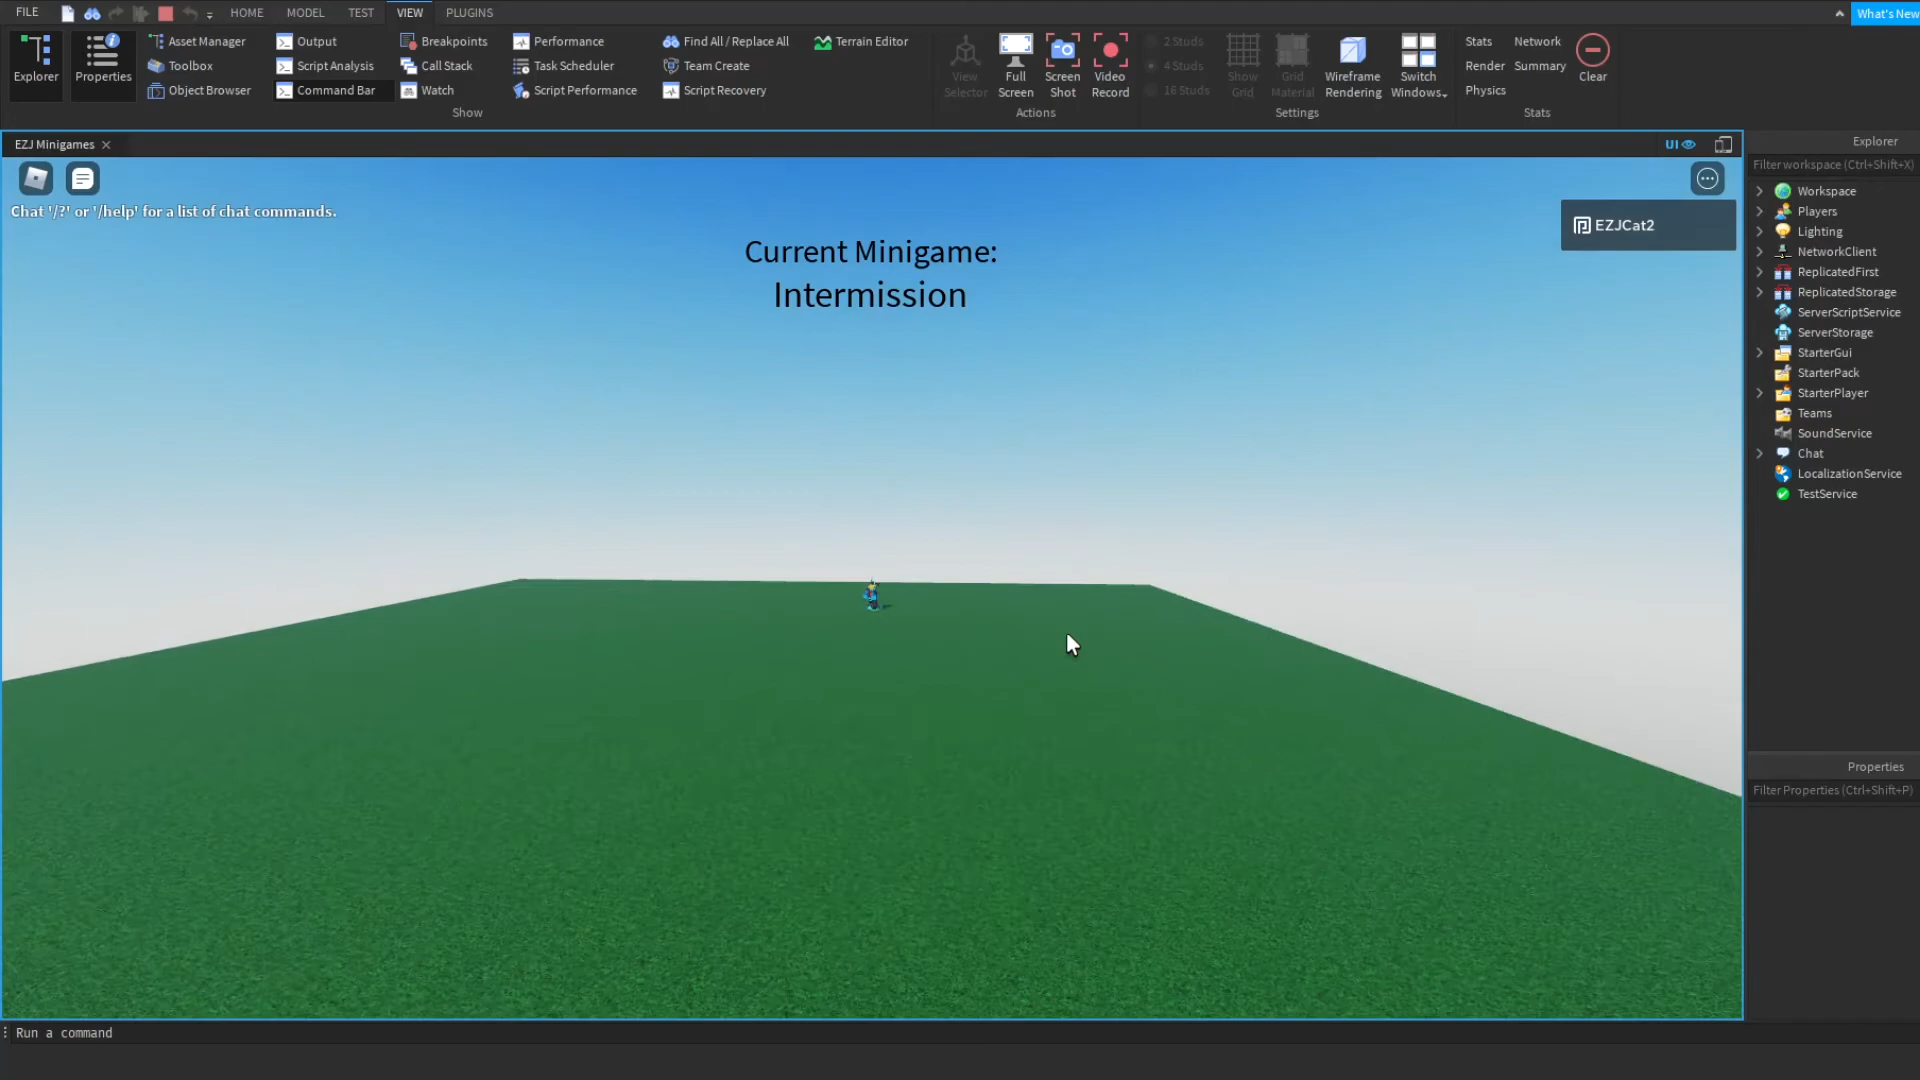 FILE HOME MODEL TEST VIEW PLUGINS What's New
Explorer
Properties
Asset Manager
Toolbox
Object Browser
Output
Script Analysis
Command Bar
Breakpoints
Call Stack
Watch
Performance
Task Scheduler
Script Performance
Find All / Replace All
Team Create
Script Recovery
Terrain Editor
Show
View
Selector
Full
Screen
Screen
Shot
Video
Record
Actions
2 Studs
4 Studs
16 Studs
Show
Grid
Grid
Material
Wireframe
Rendering
Switch
Windows
Settings
Stats
Network
Render
Summary
Physics
Clear
Stats
EZJ Minigames
UI
Chat '/?' or '/help' for a list of chat commands.
Current Minigame:
Intermission
EZJCat2
Explorer
Filter workspace (Ctrl+Shift+X)
Workspace
Players
Lighting
NetworkClient
ReplicatedFirst
ReplicatedStorage
ServerScriptService
ServerStorage
StarterGui
StarterPack
StarterPlayer
Teams
SoundService
Chat
LocalizationService
TestService
Properties
Filter Properties (Ctrl+Shift+P)
Run a command